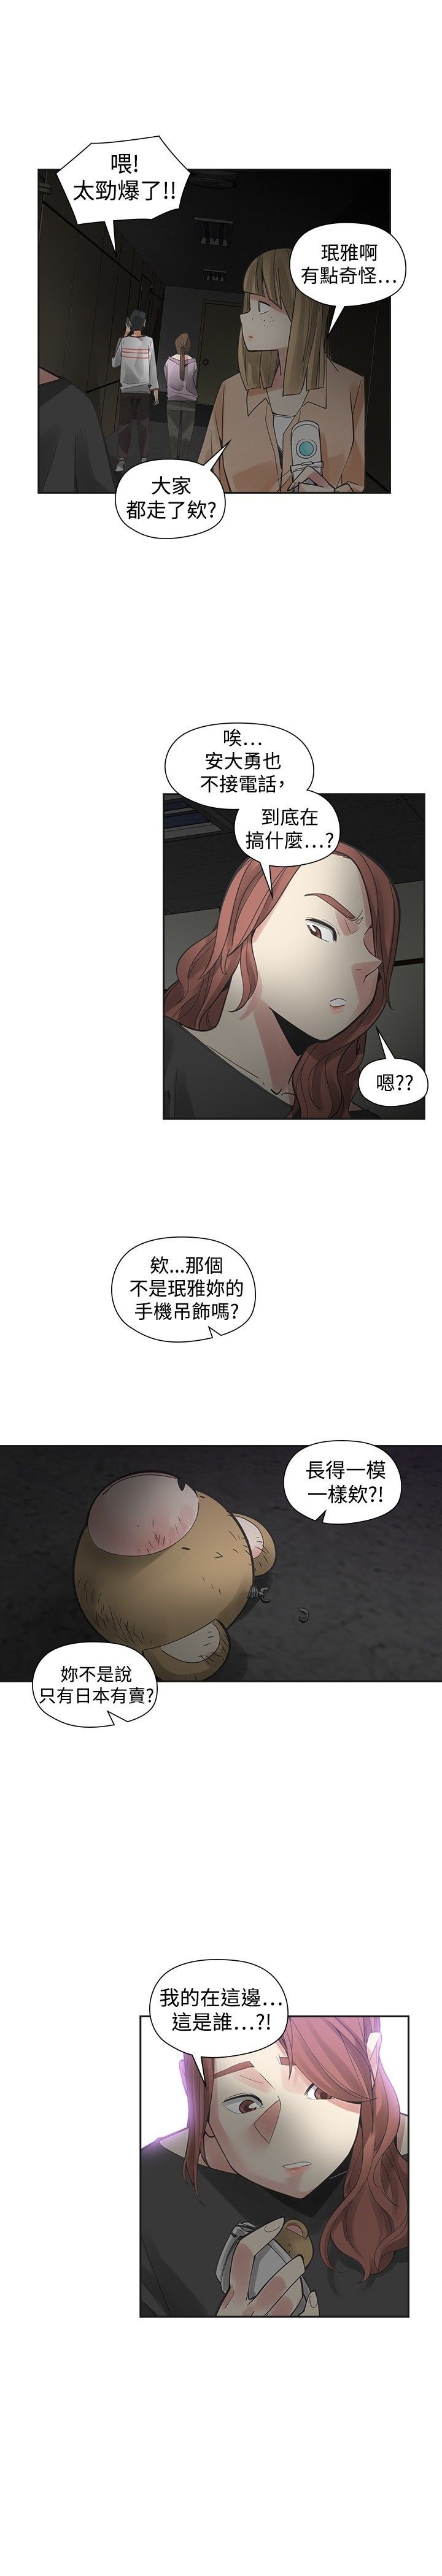 喂!
太勁爆了!!
珉雅啊
有點奇怪...
大家
都走了欸?
唉...
安大勇也
不接電話,
到底在
搞什麼...?
嗯??
欸...那個
不是珉雅妳的
手機吊飾嗎?
長得一模
一樣欸?!
妳不是說
只有日本有賣?
我的在這邊...
這是誰...?!